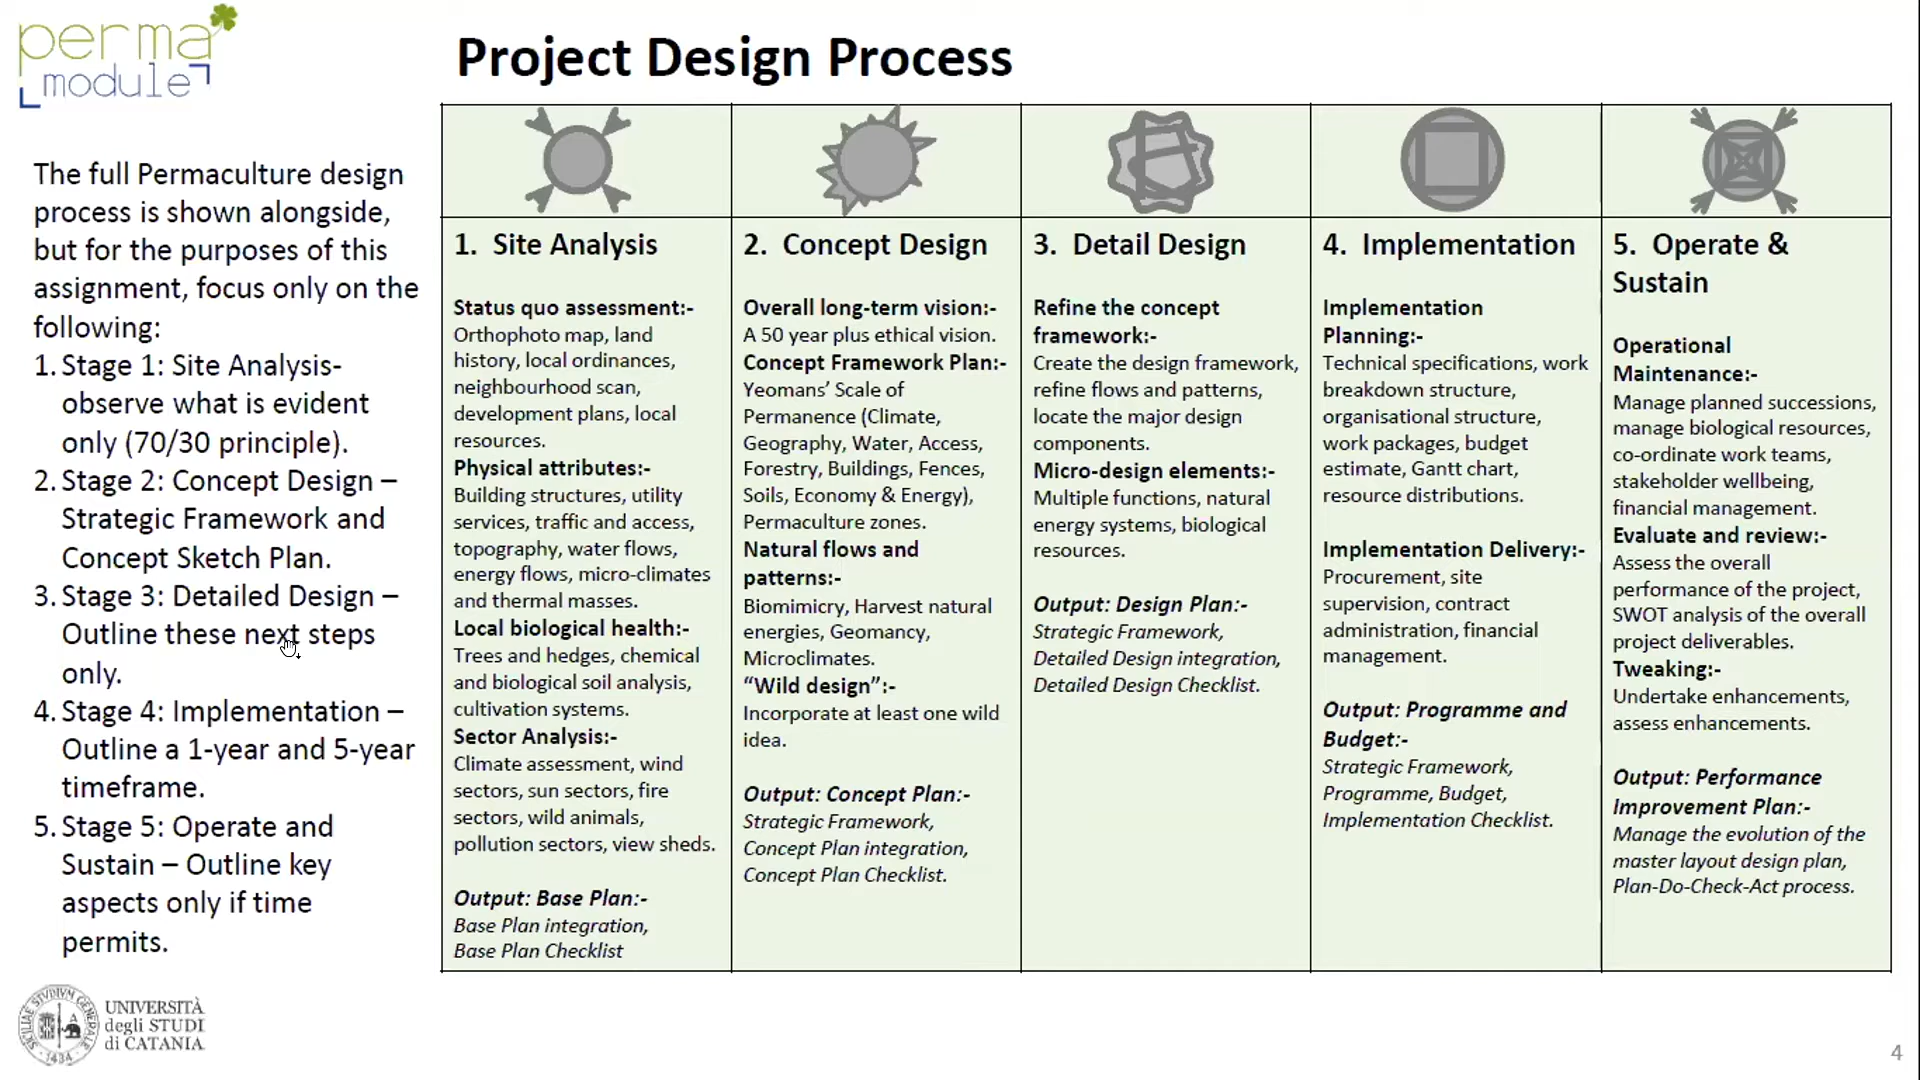 perma
module
Project Design Process
The full Permaculture design
process is shown alongside,
but for the purposes of this
assignment, focus only on the
following:
1. Stage 1: Site Analysis-
observe what is evident
only (70/30 principle).
2. Stage 2: Concept Design –
Strategic Framework and
Concept Sketch Plan.
3. Stage 3: Detailed Design –
Outline these next steps
only.
4. Stage 4: Implementation –
Outline a 1-year and 5-year
timeframe.
5. Stage 5: Operate and
Sustain – Outline key
aspects only if time
permits.
1. Site Analysis
Status quo assessment:-
Orthophoto map, land
history, local ordinances,
neighbourhood scan,
development plans, local
resources.
Physical attributes:-
Building structures, utility
services, traffic and access,
topography, water flows,
energy flows, micro-climates
and thermal masses.
Local biological health:-
Trees and hedges, chemical
and biological soil analysis,
cultivation systems.
Sector Analysis:-
Climate assessment, wind
sectors, sun sectors, fire
sectors, wild animals,
pollution sectors, view sheds.
Output: Base Plan:-
Base Plan integration,
Base Plan Checklist
2. Concept Design
Overall long-term vision:-
A 50 year plus ethical vision.
Concept Framework Plan:-
Yeomans’ Scale of
Permanence (Climate,
Geography, Water, Access,
Forestry, Buildings, Fences,
Soils, Economy & Energy),
Permaculture zones.
Natural flows and
patterns:-
Biomimicry, Harvest natural
energies, Geomancy,
Microclimates.
“Wild design”:-
Incorporate at least one wild
idea.
Output: Concept Plan:-
Strategic Framework,
Concept Plan integration,
Concept Plan Checklist.
3. Detail Design
Refine the concept
framework:-
Create the design framework,
refine flows and patterns,
locate the major design
components.
Micro-design elements:-
Multiple functions, natural
energy systems, biological
resources.
Output: Design Plan:-
Strategic Framework,
Detailed Design integration,
Detailed Design Checklist.
4. Implementation
Implementation
Planning:-
Technical specifications, work
breakdown structure,
organisational structure,
work packages, budget
estimate, Gantt chart,
resource distributions.
Implementation Delivery:-
Procurement, site
supervision, contract
administration, financial
management.
Output: Programme and
Budget:-
Strategic Framework,
Programme, Budget,
Implementation Checklist.
5. Operate &
Sustain
Operational
Maintenance:-
Manage planned successions,
manage biological resources,
co-ordinate work teams,
stakeholder wellbeing,
financial management.
Evaluate and review:-
Assess the overall
performance of the project,
SWOT analysis of the overall
project deliverables.
Tweaking:-
Undertake enhancements,
assess enhancements.
Output: Performance
Improvement Plan:-
Manage the evolution of the
master layout design plan,
Plan-Do-Check-Act process.
UNIVERSITÀ
degli STUDI
di CATANIA
1434
4